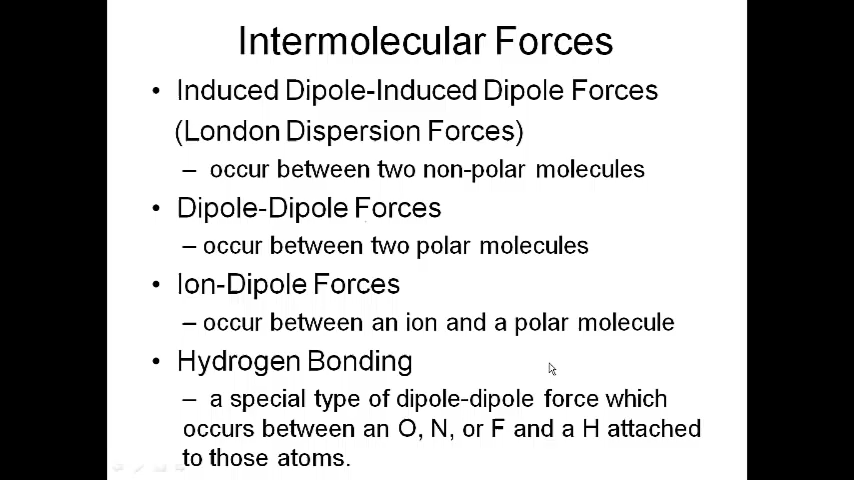 Intermolecular Forces
• Induced Dipole-Induced Dipole Forces
(London Dispersion Forces)
– occur between two non-polar molecules
• Dipole-Dipole Forces
– occur between two polar molecules
• Ion-Dipole Forces
– occur between an ion and a polar molecule
• Hydrogen Bonding
– a special type of dipole-dipole force which
occurs between an O, N, or F and a H attached
to those atoms.